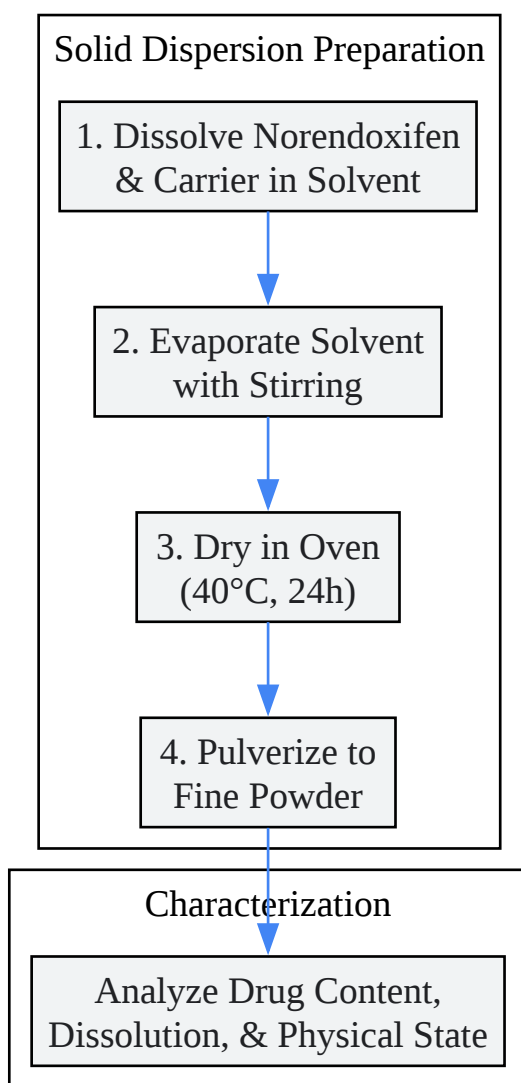 Solid Dispersion Preparation
1. Dissolve Norendoxifen
& Carrier in Solvent
2. Evaporate Solvent
with Stirring
3. Dry in Oven
(40°C, 24h)
4. Pulverize to
Fine Powder
Characterization
Analyze Drug Content,
Dissolution, & Physical State